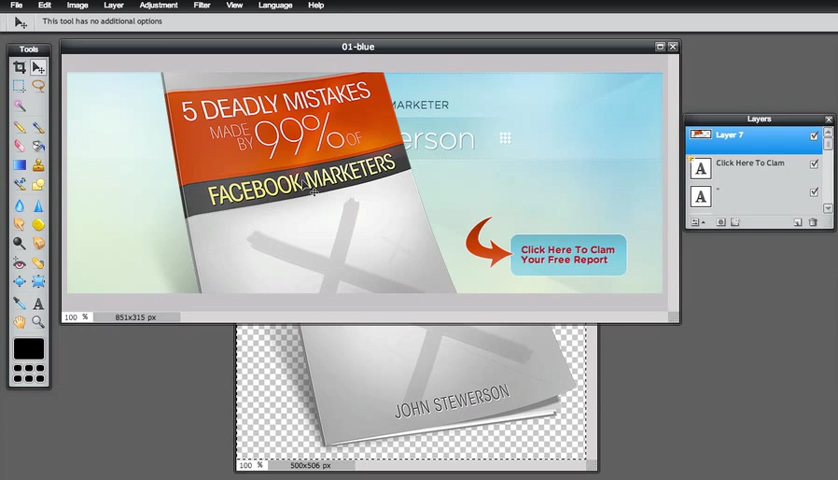 File Edit Image Layer Adjustment Filter View Language Help
This tool has no additional options
Tools
01-blue
5 DEADLY MISTAKES
MADE
BY 99% OF
FACEBOOK MARKETERS
MARKETER
erson
Click Here To Clam
Your Free Report
100 % 851x315 px
JOHN STEWERSON
100 % 500x506 px
Layers
Layer 7
A Click Here To Clam
A "